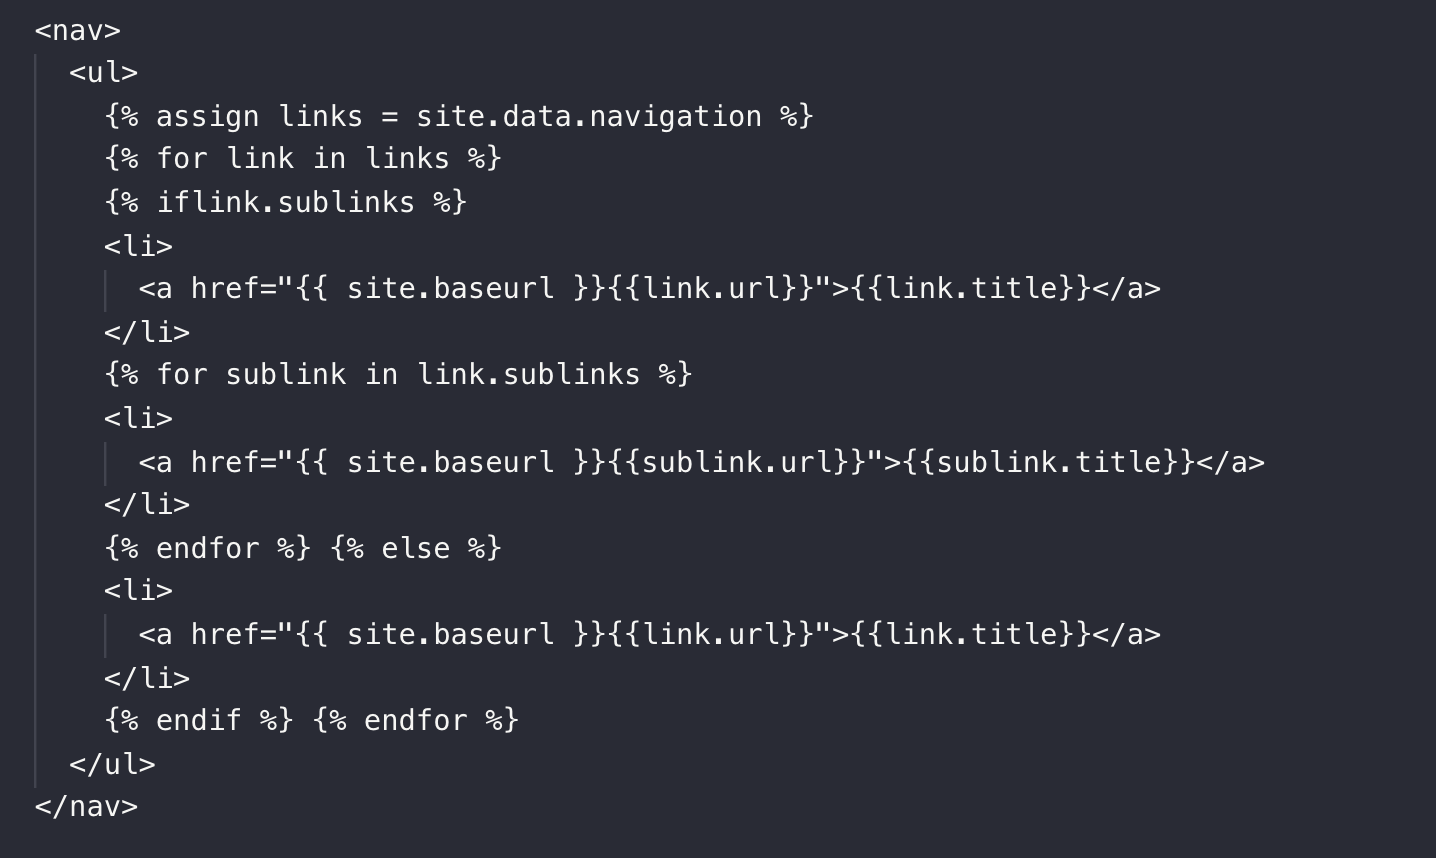 <nav>
<ul>
{% assign links = site.data.navigation %}
{% for link in links %}
{% iflink.sublinks %}
<li>
<a href="{{ site.baseurl }}{{link.url}}">{{link.title}}</a>
</li>
{% for sublink in link.sublinks %}
<li>
<a href="{{ site.baseurl }}{{sublink.url}}">{{sublink.title}}</a>
</li>
{% endfor %} {% else %}
<li>
<a href="{{ site.baseurl }}{{link.url}}">{{link.title}}</a>
</li>
{% endif %} {% endfor %}
</ul>
</nav>